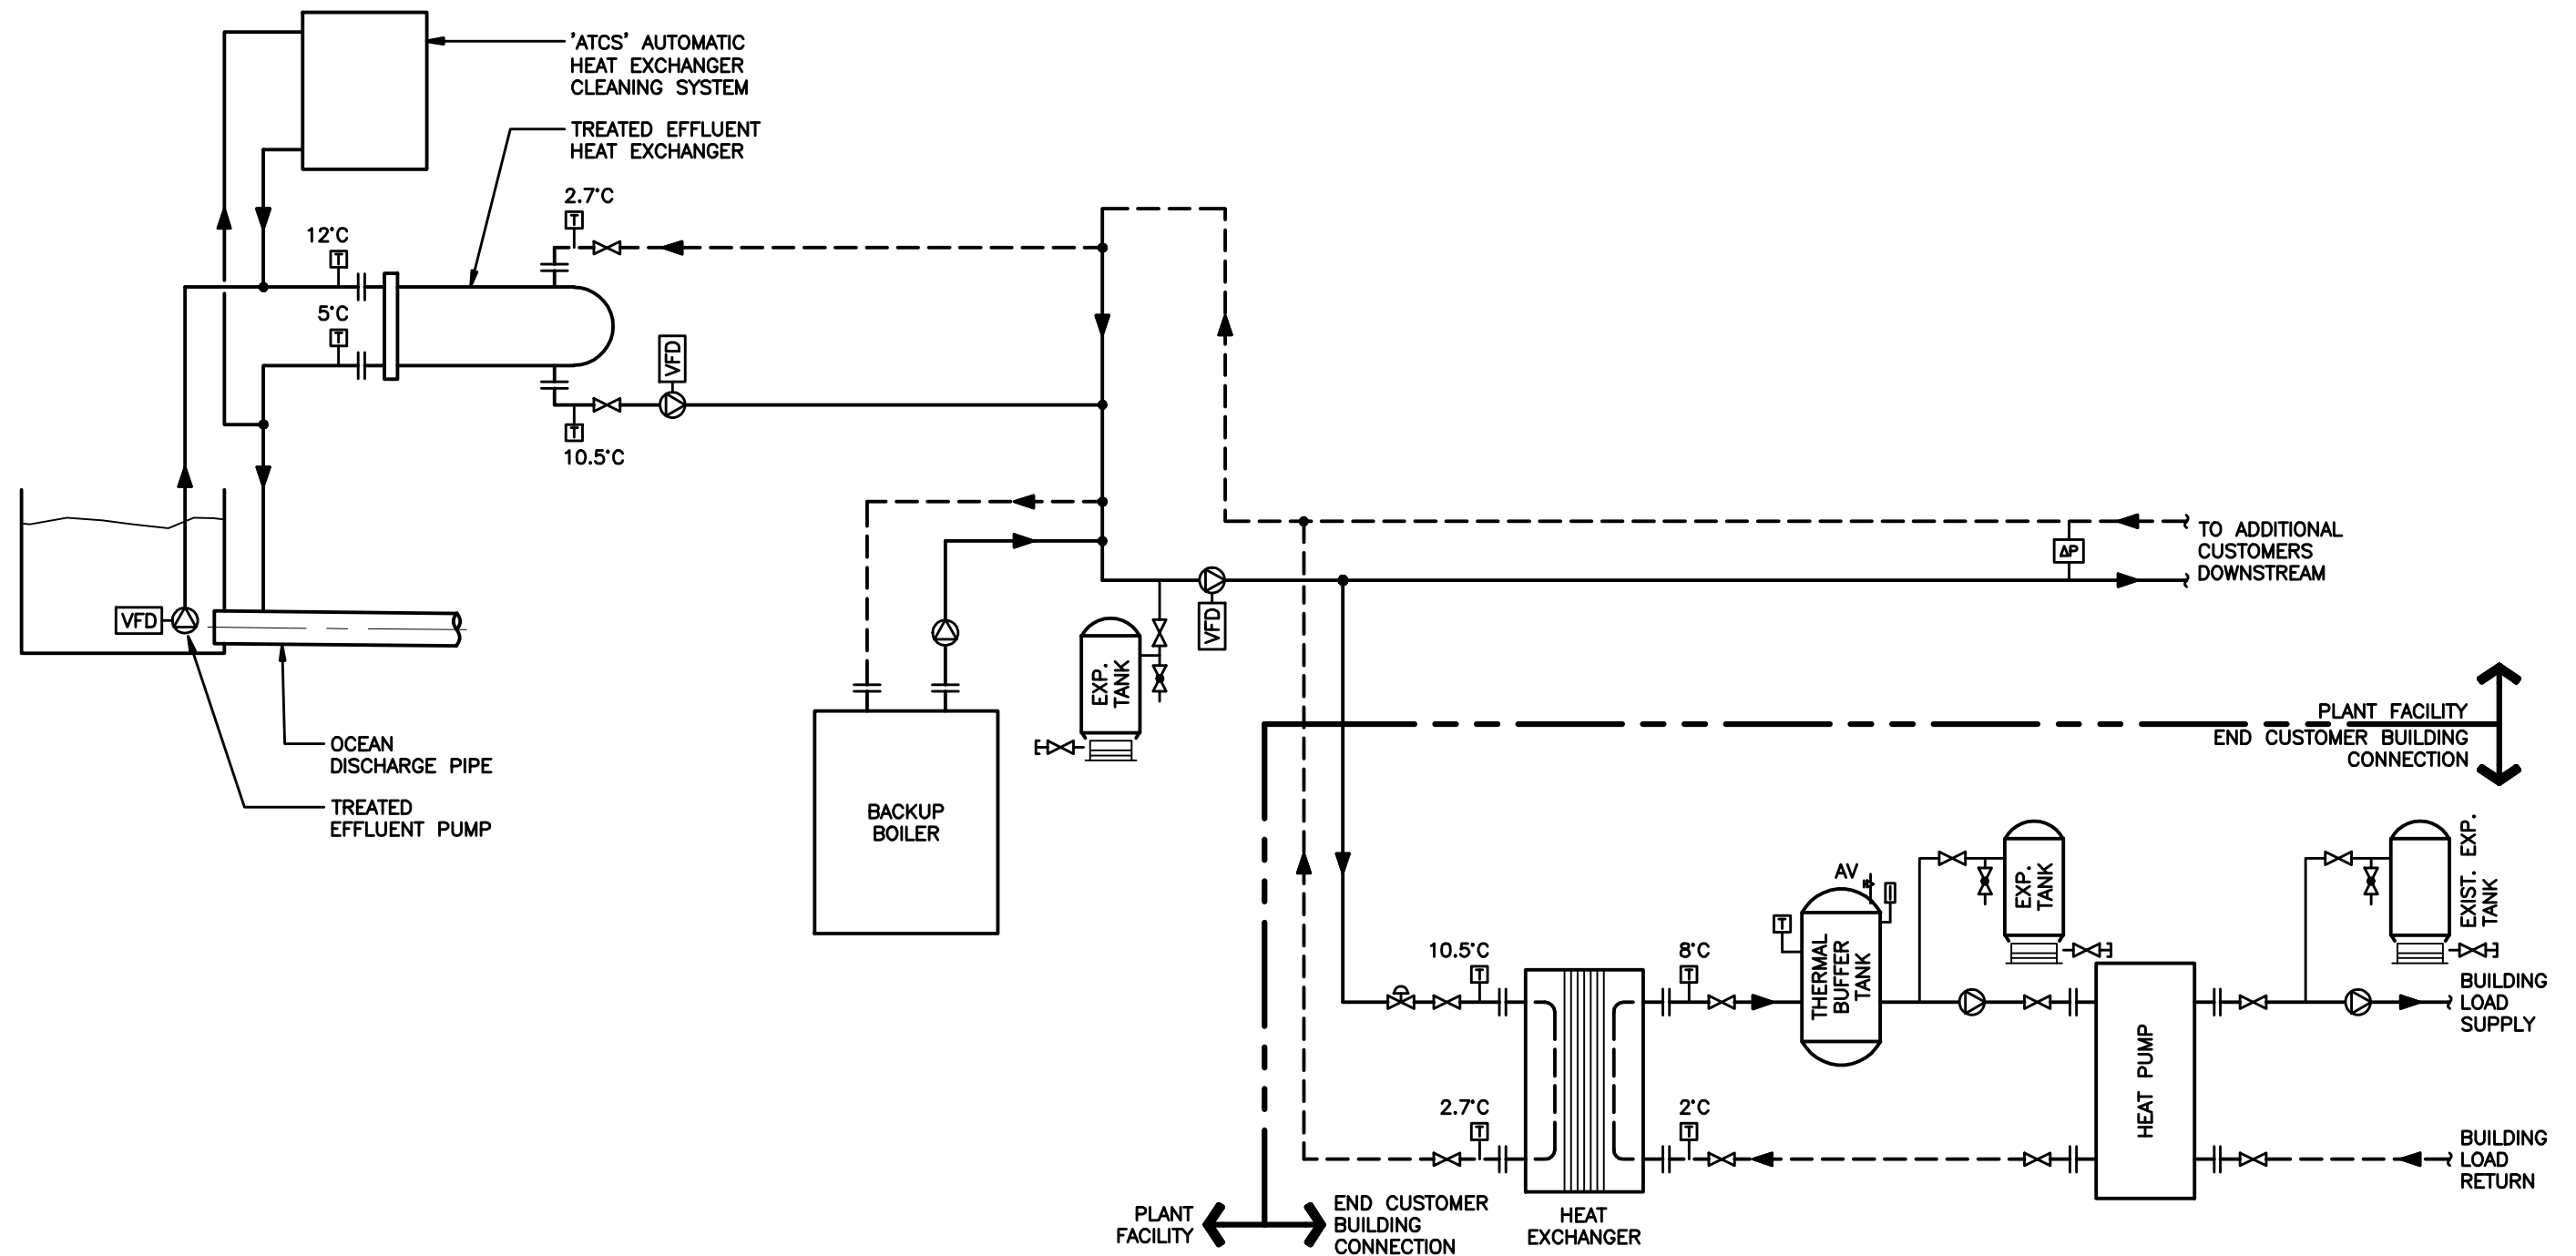 'ATCS' AUTOMATIC
HEAT EXCHANGER
CLEANING SYSTEM
TREATED EFFLUENT
HEAT EXCHANGER
2.7°C
T
12°C
T
5°C
T
VFD
T
10.5°C
VFD
OCEAN
DISCHARGE PIPE
TREATED
EFFLUENT PUMP
BACKUP
BOILER
EXP.
TANK
VFD
ΔP
TO ADDITIONAL
CUSTOMERS
DOWNSTREAM
PLANT FACILITY
END CUSTOMER BUILDING
CONNECTION
10.5°C
T
8°C
T
2.7°C
T
2°C
T
HEAT
EXCHANGER
T
AV
THERMAL
BUFFER
TANK
EXP.
TANK
HEAT PUMP
EXIST. EXP.
TANK
BUILDING
LOAD
SUPPLY
BUILDING
LOAD
RETURN
PLANT
FACILITY
END CUSTOMER
BUILDING
CONNECTION